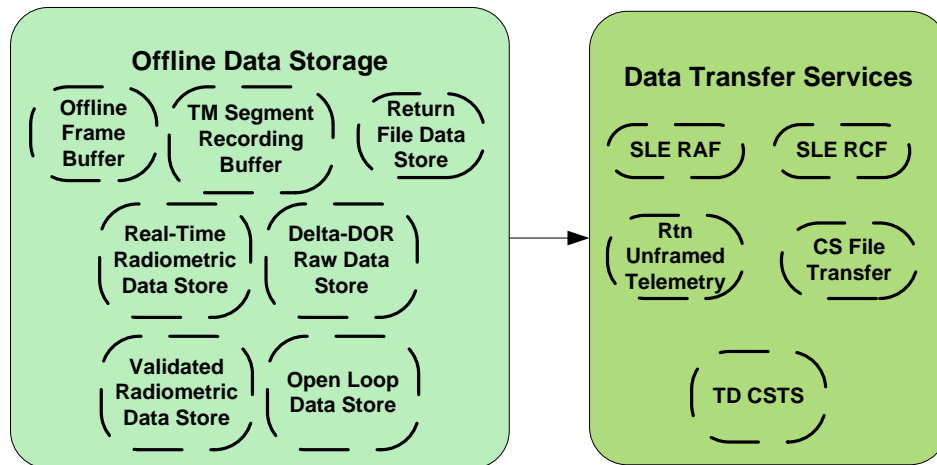 Offline Data Storage
Offline
Frame
Buffer
TM Segment
Recording
Buffer
Return
File Data
Store
Real-Time
Radiometric
Data Store
Delta-DOR
Raw Data
Store
Validated
Radiometric
Data Store
Open Loop
Data Store
Data Transfer Services
SLE RAF
SLE RCF
Rtn
Unframed
Telemetry
CS File
Transfer
TD CSTS